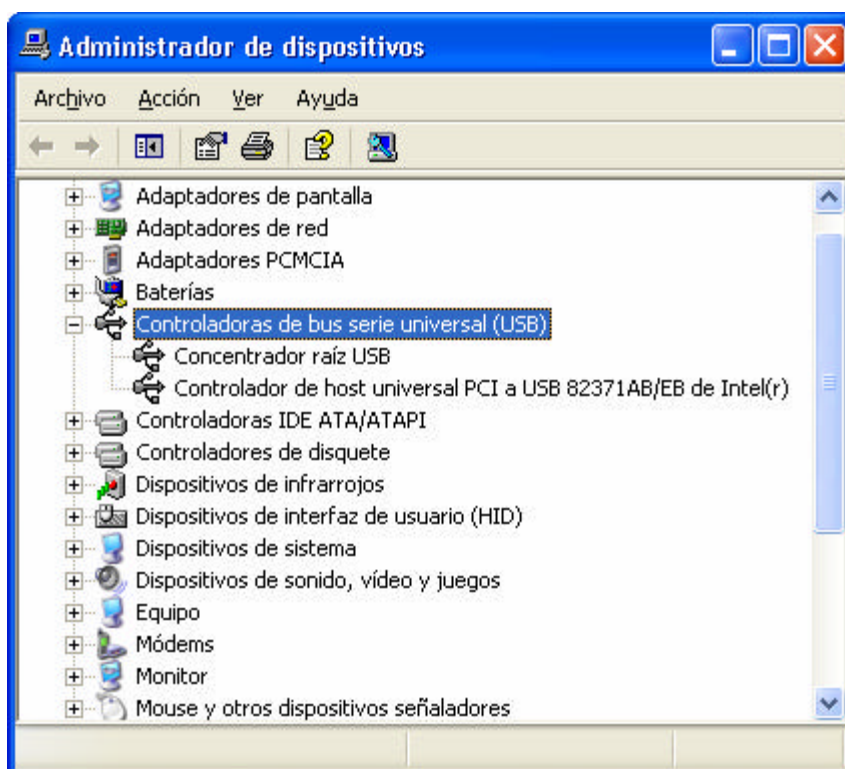 Administrador de dispositivos
Archivo Acción Ver Ayuda
Adaptadores de pantalla
Adaptadores de red
Adaptadores PCMCIA
Baterías
Controladoras de bus serie universal (USB)
Concentrador raíz USB
Controlador de host universal PCI a USB 82371AB/EB de Intel(r)
Controladoras IDE ATA/ATAPI
Controladores de disquete
Dispositivos de infrarrojos
Dispositivos de interfaz de usuario (HID)
Dispositivos de sistema
Dispositivos de sonido, vídeo y juegos
Equipo
Módems
Monitor
Mouse y otros dispositivos señaladores